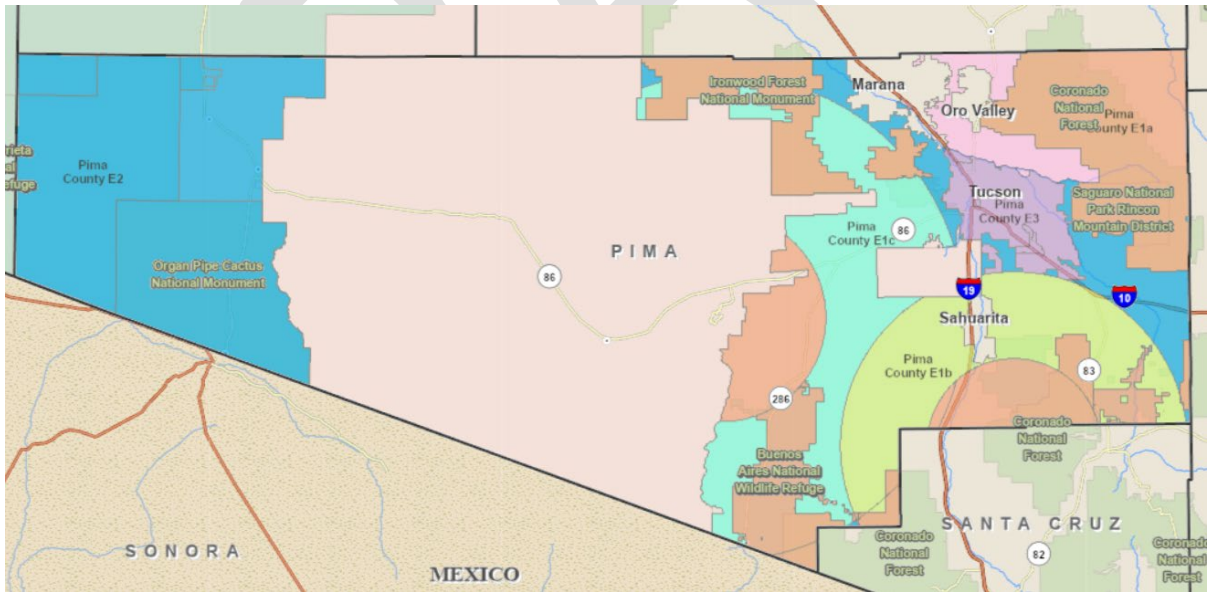 Ironwood Forest
National Monument
Marana
Oro Valley
Coronado
National
Forest
Pima
County E1a
Pima
County E2
Tucson
Pima
County E3
Saguaro National
Park Rincon
Mountain District
Pima
County E1c
86
PIMA
Organ Pipe Cactus
National Monument
86
19
10
Sahuarita
Pima
County E1b
83
286
Coronado
National
Forest
Buenos
Aires National
Wildlife Refuge
SANTA CRUZ
SONORA
MEXICO
Coronado
National
Forest
82
Coronado
National
Forest